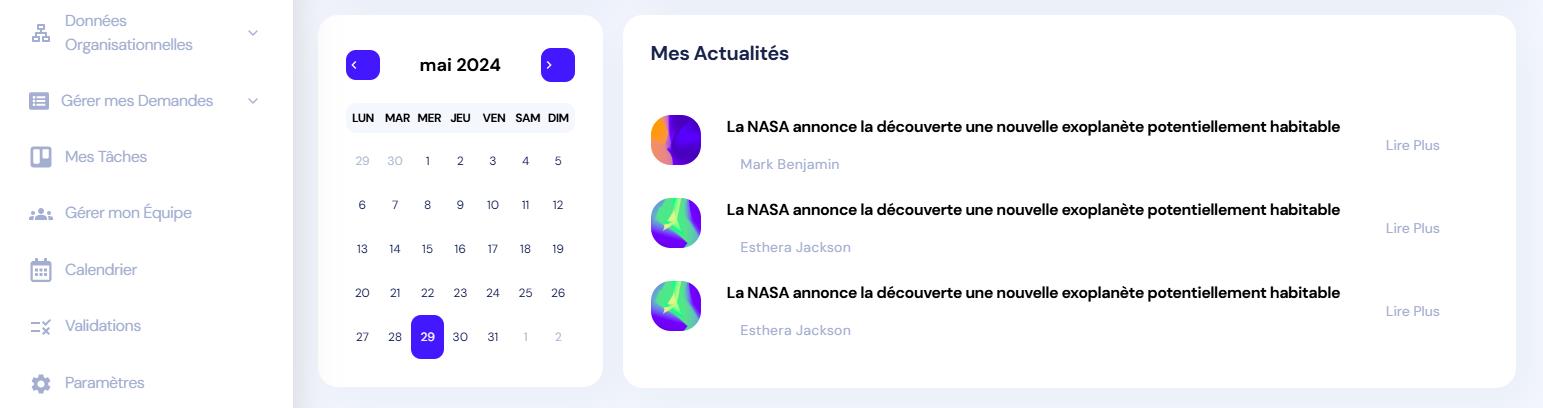 Données
Organisationnelles
Gérer mes Demandes
Mes Tâches
Gérer mon Équipe
Calendrier
Validations
Paramètres
mai 2024
LUN MAR MER JEU VEN SAM DIM
29 30 1 2 3 4 5
6 7 8 9 10 11 12
13 14 15 16 17 18 19
20 21 22 23 24 25 26
27 28 29 30 31 1 2
Mes Actualités
La NASA annonce la découverte une nouvelle exoplanète potentiellement habitable
Mark Benjamin
Lire Plus
La NASA annonce la découverte une nouvelle exoplanète potentiellement habitable
Esthera Jackson
Lire Plus
La NASA annonce la découverte une nouvelle exoplanète potentiellement habitable
Esthera Jackson
Lire Plus